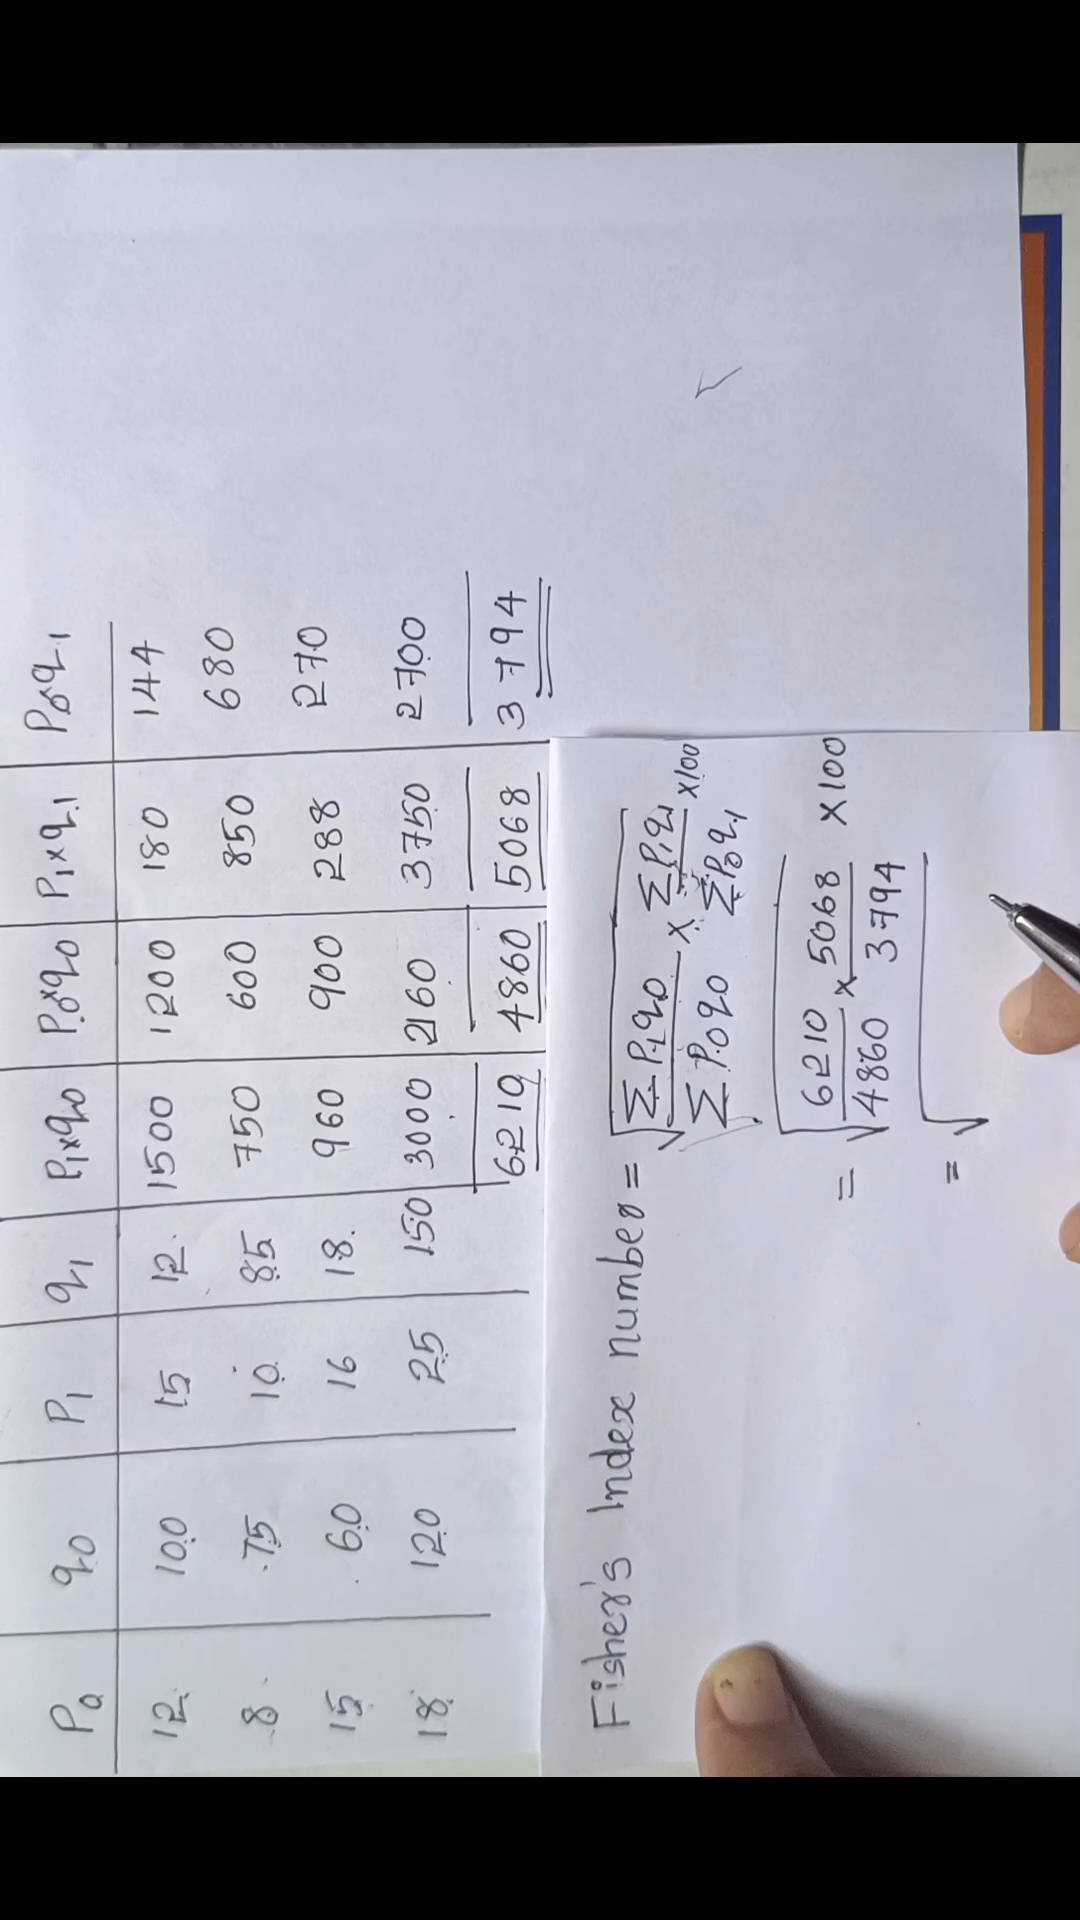 P0 q0 P1 q1 P1×q0 P0×q0 P1×q1 P0q1
12 100 15 12 1500 1200 180 144
8 75 10 85 750 600 850 680
15 60 16 18 960 900 288 270
18 120 25 150 3000 2160 3750 2700
6210 4860 5068 3794
Fisher's Index number = √ΣP1q0 / ΣP0q0 × ΣP1q1 / ΣP0q1 ×100
= √6210 / 4860 × 5068 / 3794 ×100
= √